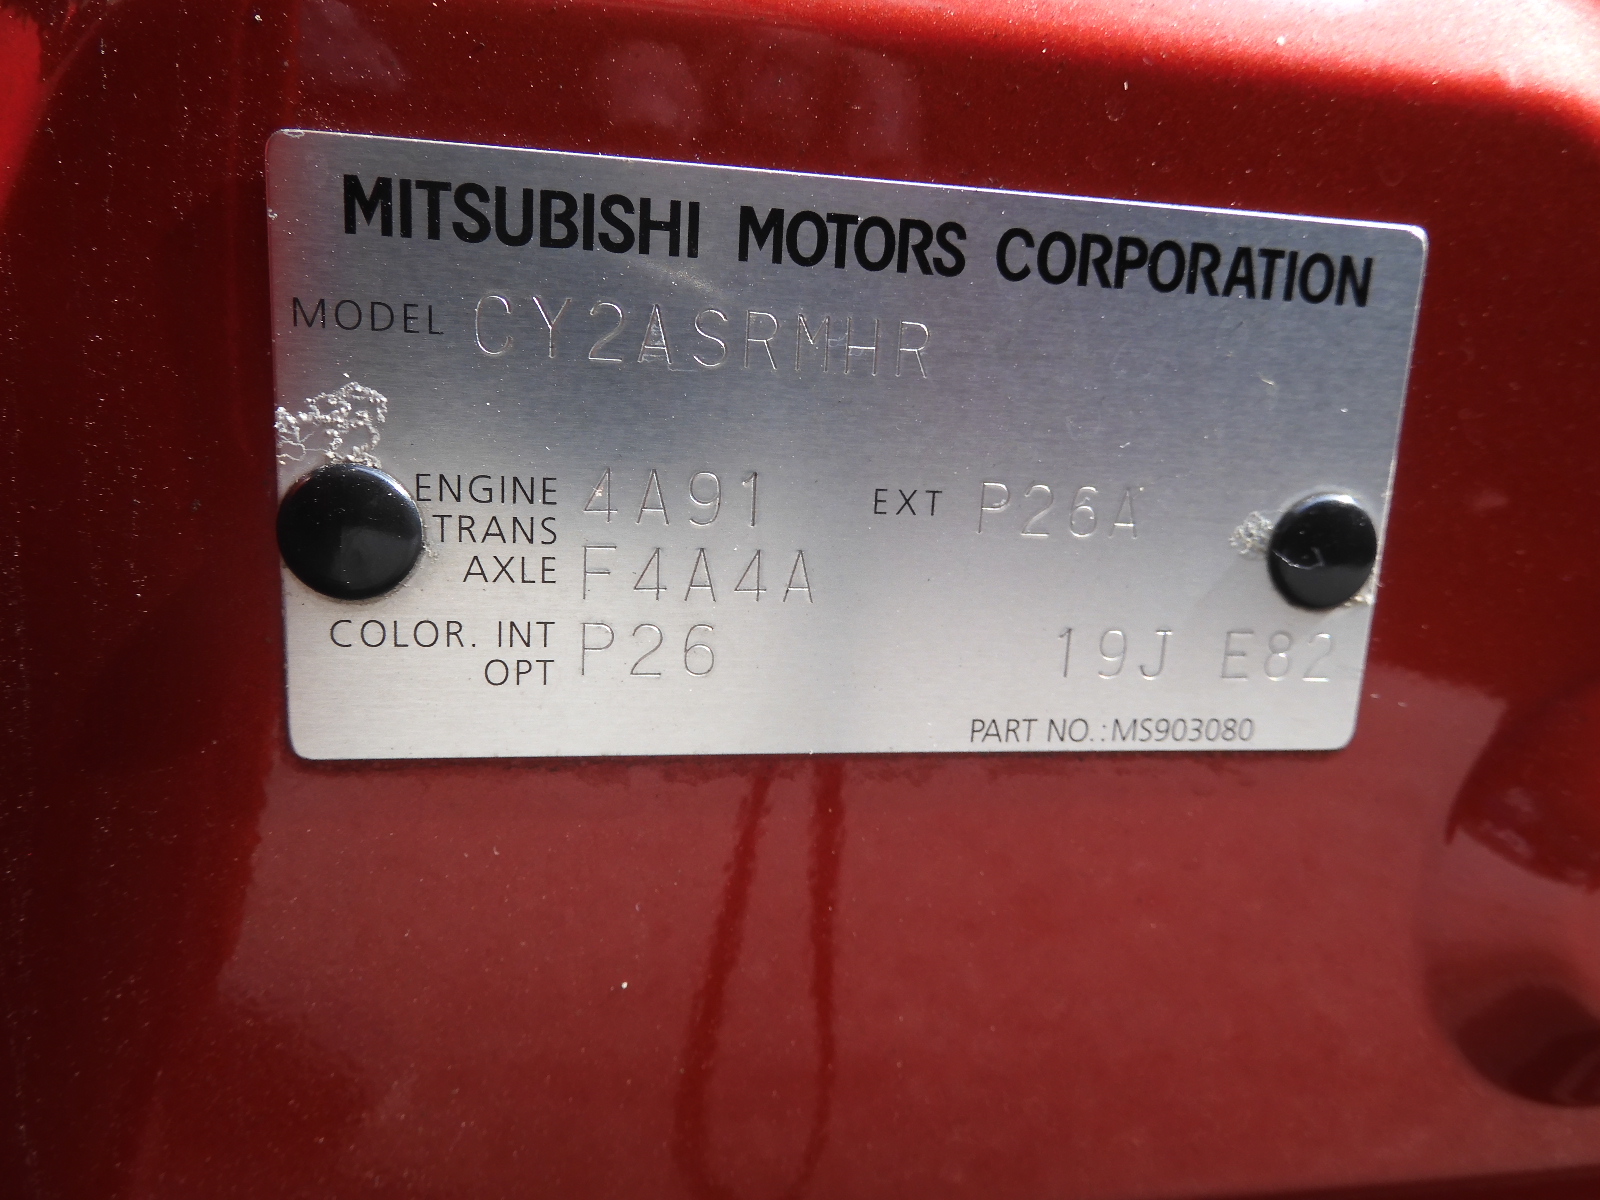 MITSUBISHI MOTORS CORPORATION
MODEL CY2ASRMHR
ENGINE 4A91 EXT P26A
TRANS
AXLE F4A4A
COLOR. INT P26 19J E82
OPT
PART NO.:MS903080